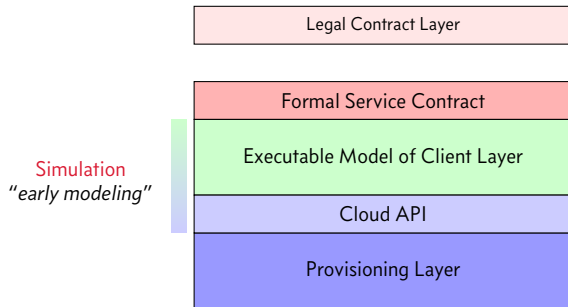 Legal Contract Layer
Formal Service Contract
Executable Model of Client Layer
Simulation
“early modeling”
Cloud API
Provisioning Layer